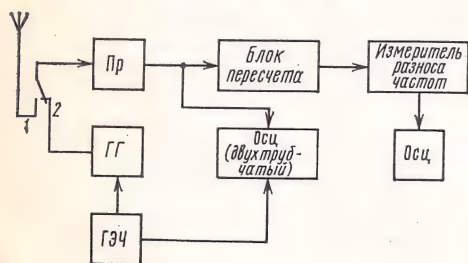 Пр
Блок
пересчета
Измеритель
разноса
частот
1
2
ГГ
Осц
(двухтруб-
чатый)
Осц
ГЭЧ